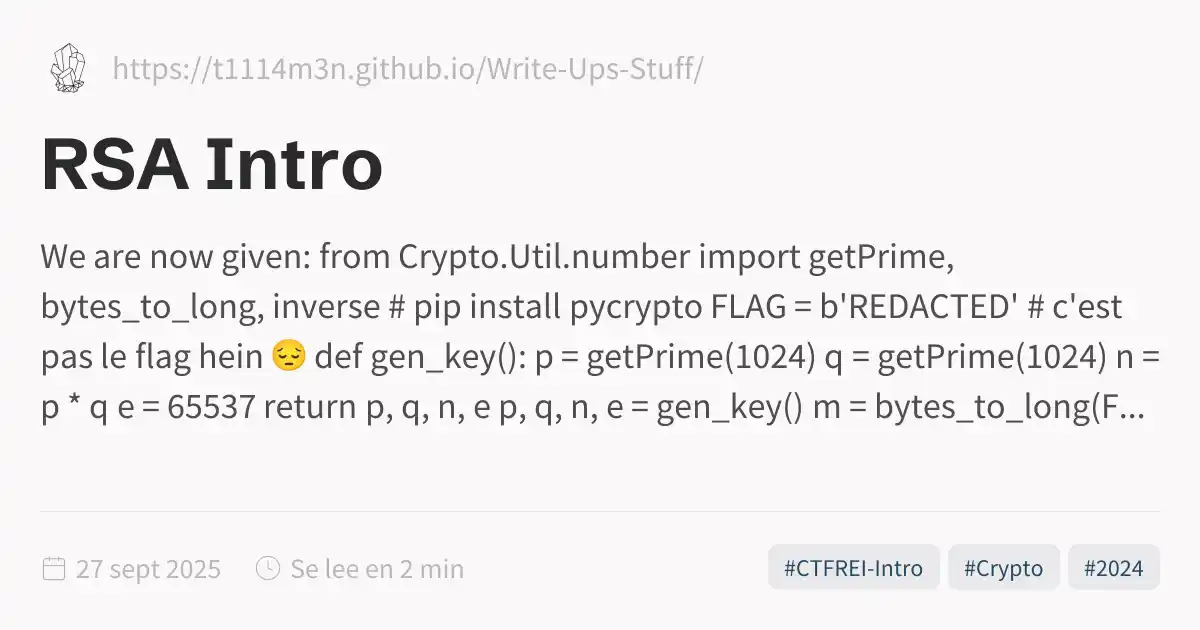 https://t1114m3n.github.io/Write-Ups-Stuff/
RSA Intro
We are now given: from Crypto.Util.number import getPrime,
bytes_to_long, inverse # pip install pycrypto FLAG = b'REDACTED' # c'est
pas le flag hein 😔 def gen_key(): p = getPrime(1024) q = getPrime(1024) n =
p * q e = 65537 return p, q, n, e p, q, n, e = gen_key() m = bytes_to_long(F...
27 sept 2025 Se lee en 2 min #CTFREI-Intro #Crypto #2024